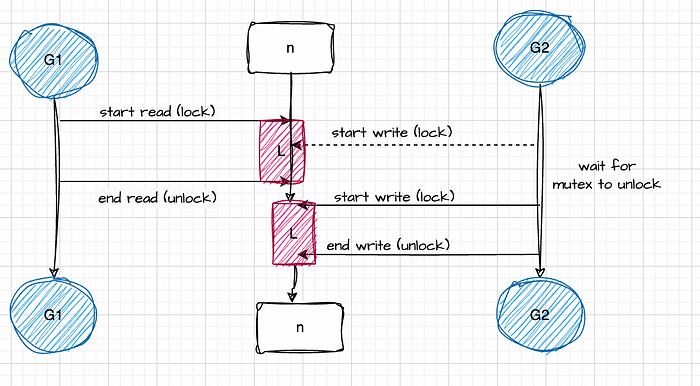 G1
n
G2
start read (lock)
start write (lock)
L
wait for
mutex to unlock
end read (unlock)
start write (lock)
L
end write (unlock)
G1
n
G2